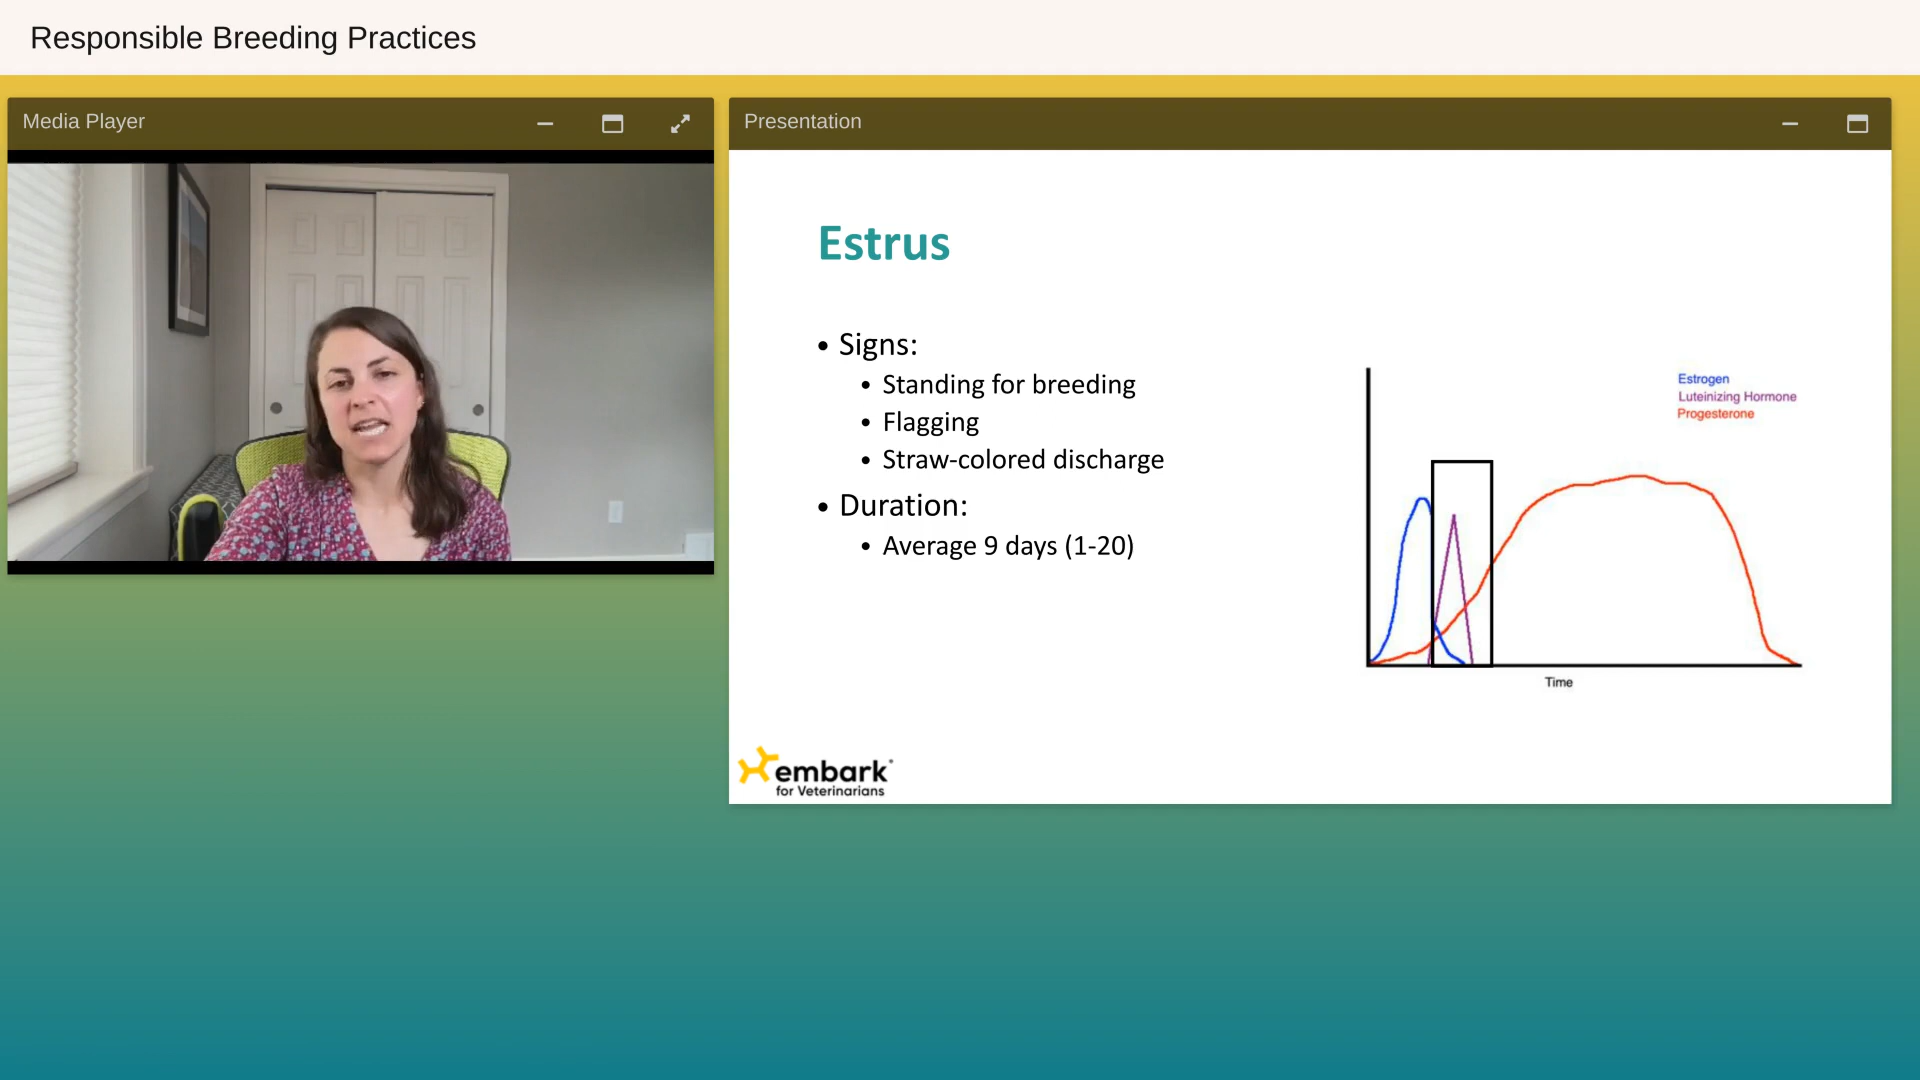 Responsible Breeding Practices
Media Player
Presentation
Estrus
• Signs:
• Standing for breeding
• Flagging
• Straw-colored discharge
• Duration:
• Average 9 days (1-20)
Estrogen
Luteinizing Hormone
Progesterone
Time
embark
for Veterinarians